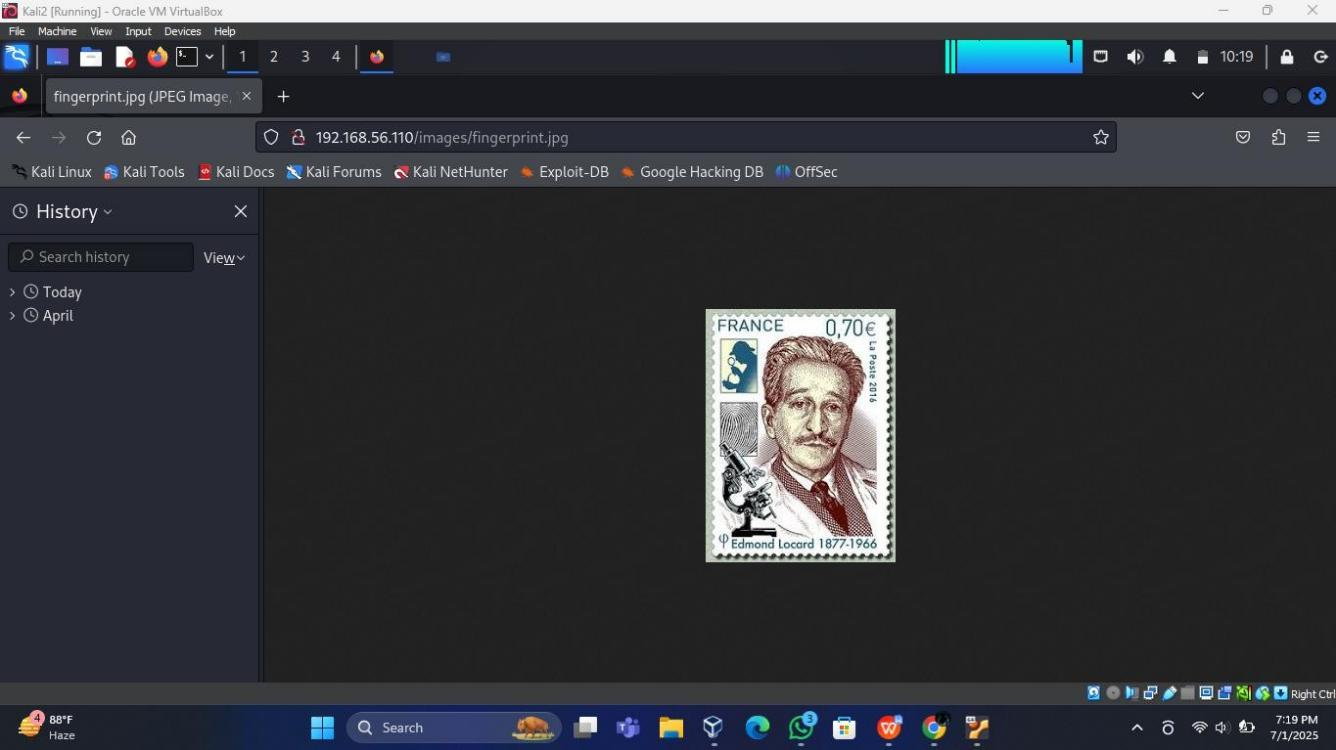 Kali2 [Running] - Oracle VM VirtualBox
File Machine View Input Devices Help
1 2 3 4
10:19
fingerprint.jpg (JPEG Image,
192.168.56.110/images/fingerprint.jpg
Kali Linux Kali Tools Kali Docs Kali Forums Kali NetHunter Exploit-DB Google Hacking DB OffSec
History
Search history View
Today
April
FRANCE 0,70€
La Poste 2016
φ Edmond Locard 1877-1966
Right Ctrl
4 88°F
Haze
Search
3
7:19 PM
7/1/2025